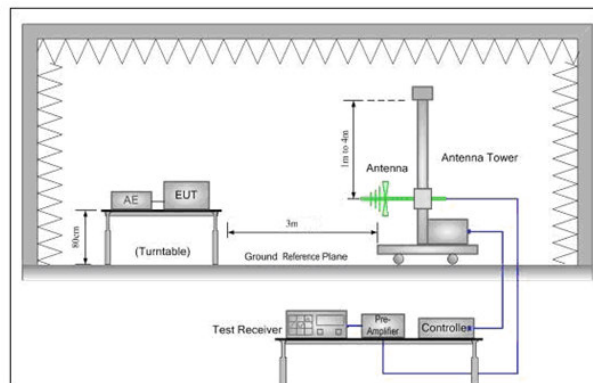 1m to 4m
Antenna
Antenna Tower
AE
EUT
80cm
(Turntable)
3m
Ground Reference Plane
Test Receiver
Pre-
Amplifier
Controller